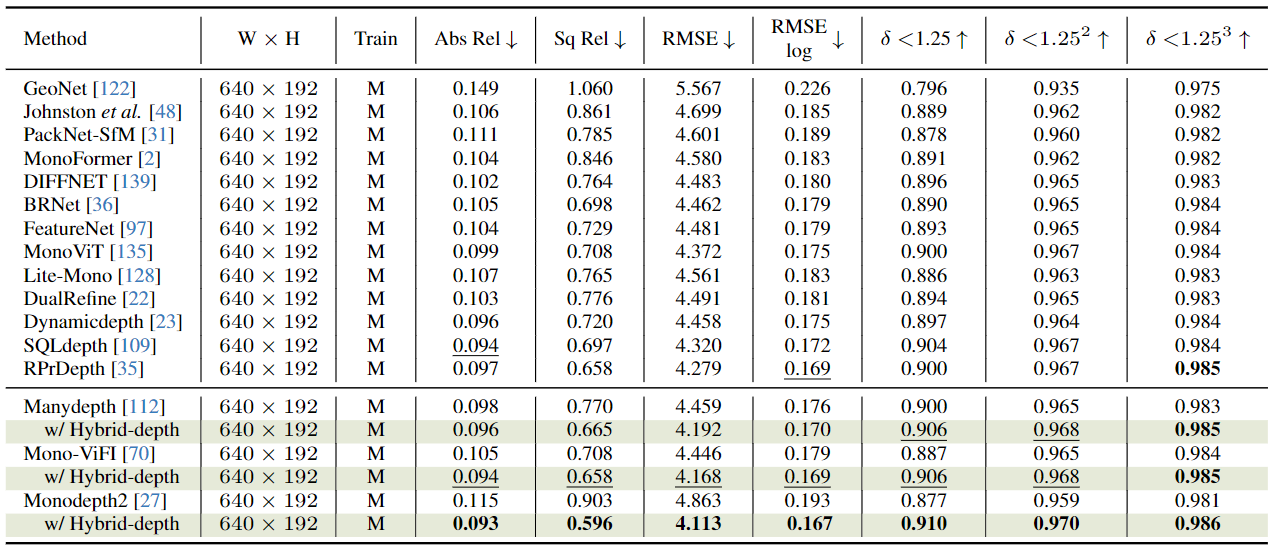 Method W × H Train Abs Rel ↓ Sq Rel ↓ RMSE ↓ RMSE log ↓ δ <1.25 ↑ δ <1.25² ↑ δ <1.25³ ↑
GeoNet [122] 640 × 192 M 0.149 1.060 5.567 0.226 0.796 0.935 0.975
Johnston et al. [48] 640 × 192 M 0.106 0.861 4.699 0.185 0.889 0.962 0.982
PackNet-SfM [31] 640 × 192 M 0.111 0.785 4.601 0.189 0.878 0.960 0.982
MonoFormer [2] 640 × 192 M 0.104 0.846 4.580 0.183 0.891 0.962 0.982
DIFFNET [139] 640 × 192 M 0.102 0.764 4.483 0.180 0.896 0.965 0.983
BRNet [36] 640 × 192 M 0.105 0.698 4.462 0.179 0.890 0.965 0.984
FeatureNet [97] 640 × 192 M 0.104 0.729 4.481 0.179 0.893 0.965 0.984
MonoViT [135] 640 × 192 M 0.099 0.708 4.372 0.175 0.900 0.967 0.984
Lite-Mono [128] 640 × 192 M 0.107 0.765 4.561 0.183 0.886 0.963 0.983
DualRefine [22] 640 × 192 M 0.103 0.776 4.491 0.181 0.894 0.965 0.983
Dynamicdepth [23] 640 × 192 M 0.096 0.720 4.458 0.175 0.897 0.964 0.984
SQLdepth [109] 640 × 192 M 0.094 0.697 4.320 0.172 0.904 0.967 0.984
RPrDepth [35] 640 × 192 M 0.097 0.658 4.279 0.169 0.900 0.967 0.985
Manydepth [112] 640 × 192 M 0.098 0.770 4.459 0.176 0.900 0.965 0.983
w/ Hybrid-depth 640 × 192 M 0.096 0.665 4.192 0.170 0.906 0.968 0.985
Mono-ViFI [70] 640 × 192 M 0.105 0.708 4.446 0.179 0.887 0.965 0.984
w/ Hybrid-depth 640 × 192 M 0.094 0.658 4.168 0.169 0.906 0.968 0.985
Monodepth2 [27] 640 × 192 M 0.115 0.903 4.863 0.193 0.877 0.959 0.981
w/ Hybrid-depth 640 × 192 M 0.093 0.596 4.113 0.167 0.910 0.970 0.986